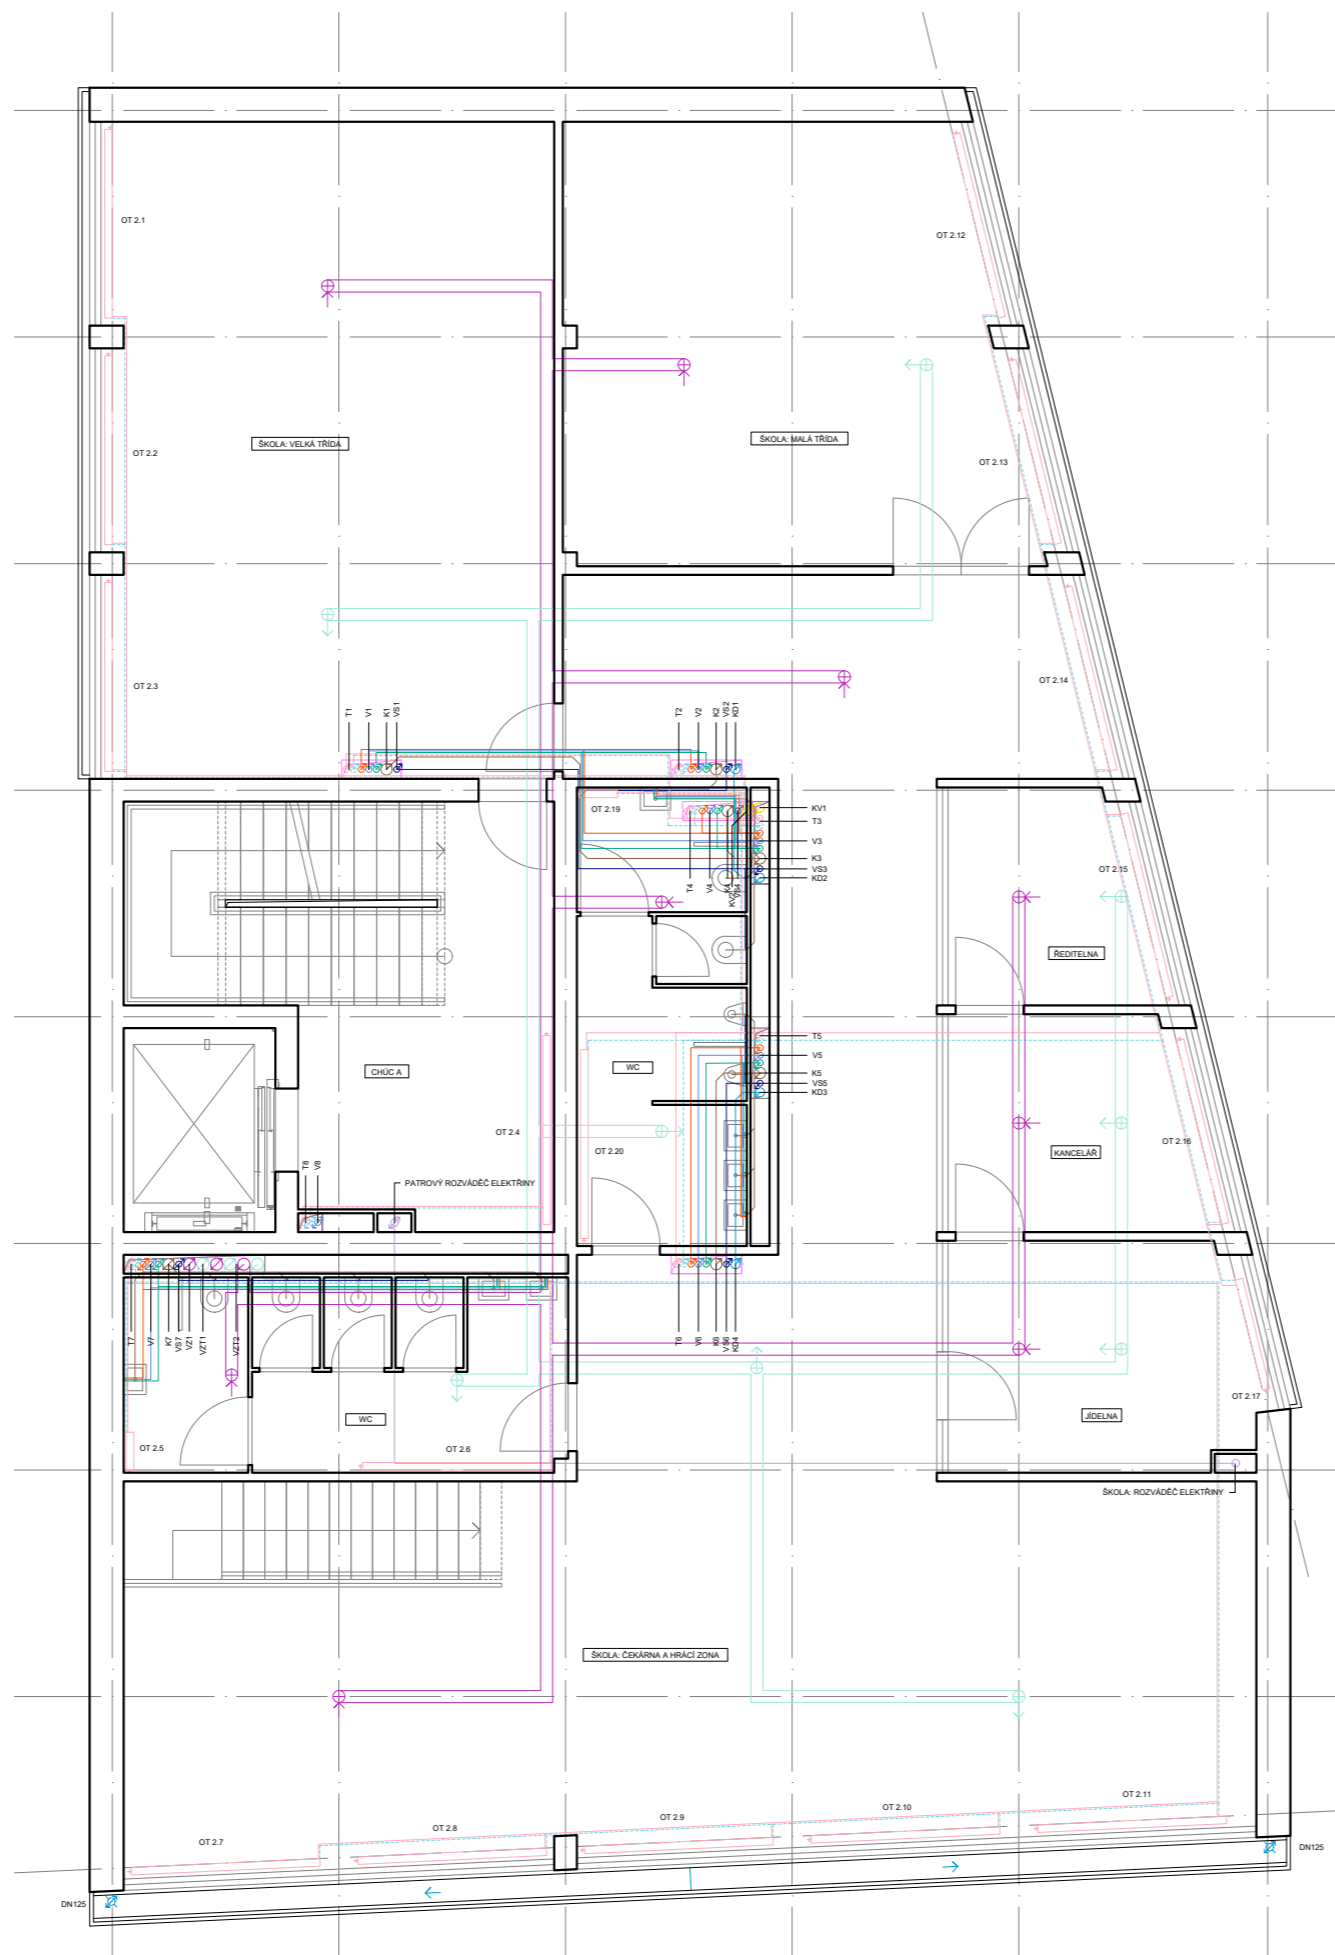 OT 2.1
OT 2.12
ŠKOLA: VELKÁ TŘÍDA
ŠKOLA: MALÁ TŘÍDA
OT 2.2
OT 2.13
OT 2.3
OT 2.14
T1
V1
K1
VS1
T2
V2
K2
VS2
KD1
OT 2.19
KV1
T3
V3
K3
VS3
KD2
T4
V4
K4
VS4
OT 2.15
ŘEDITELNA
CHÚC A
WC
T5
V5
K5
VS5
KD3
OT 2.4
OT 2.20
OT 2.16
KANCELÁŘ
T8
V8
PATROVÝ ROZVÁDĚČ ELEKTŘINY
T7
V7
K7
VS7
VZ1
VZT1
VZT2
T6
V6
K6
VS6
KD4
OT 2.17
OT 2.5
WC
OT 2.6
JÍDELNA
ŠKOLA: ROZVÁDĚČ ELEKTŘINY
ŠKOLA: ČEKÁRNA A HRACÍ ZONA
OT 2.7
OT 2.8
OT 2.9
OT 2.10
OT 2.11
DN125
DN125